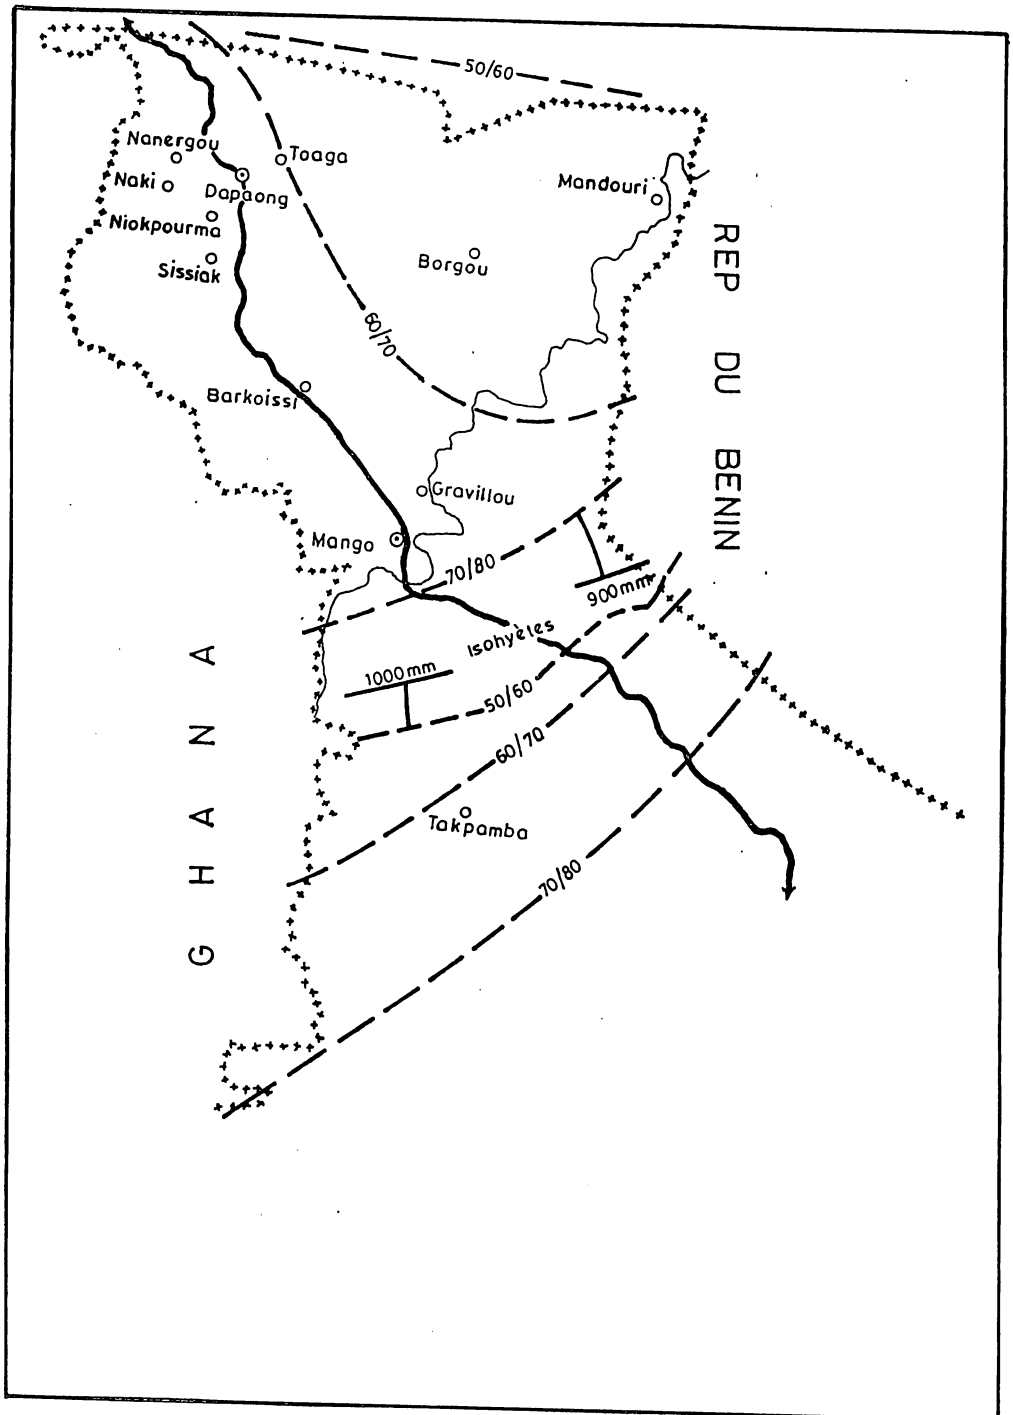 50/60
Nanergou
Toaga
Naki
Dapaong
Mandouri
Niokpourma
Sissiak
Borgou
REP DU BENIN
60/70
Barkoissi
Gravillou
Mango
70/80
900mm
Isohyetes
1000mm
50/60
60/70
Takpamba
70/80
GHANA